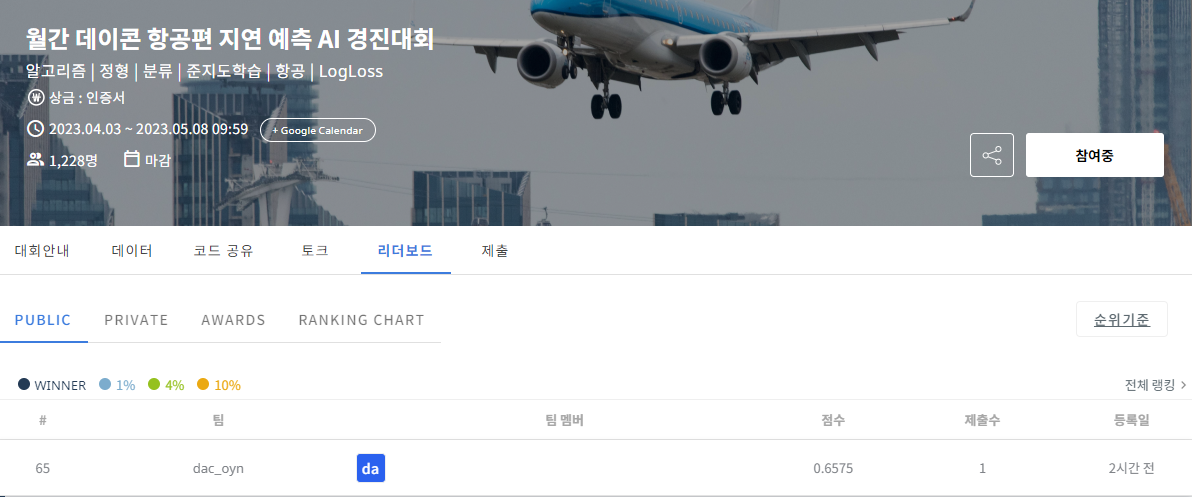 월간 데이콘 항공편 지연 예측 AI 경진대회
알고리즘 | 정형 | 분류 | 준지도학습 | 항공 | LogLoss
상금 : 인증서
2023.04.03 ~ 2023.05.08 09:59 + Google Calendar
1,228명 마감
참여중
대회안내 데이터 코드 공유 토크 리더보드 제출
PUBLIC PRIVATE AWARDS RANKING CHART 순위기준
WINNER 1% 4% 10% 전체 랭킹 >
# 팀 팀 멤버 점수 제출수 등록일
65 dac_oyn da 0.6575 1 2시간 전